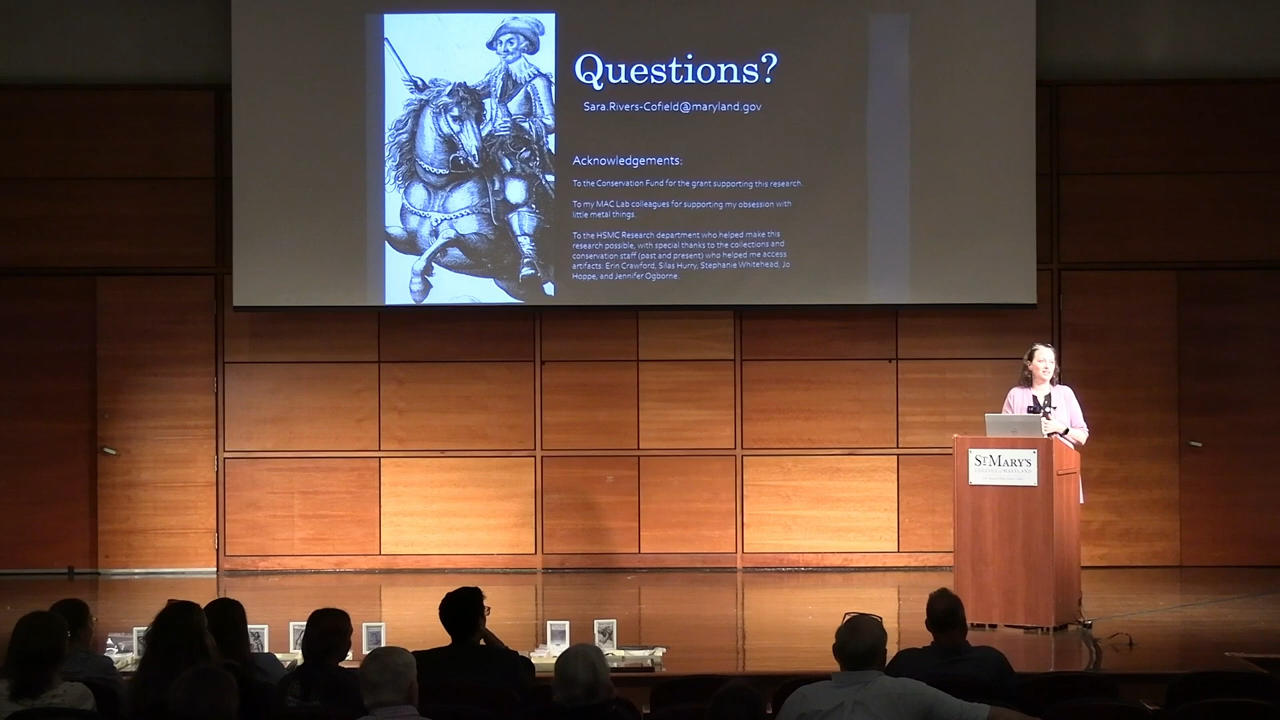 Questions?
Sara.Rivers-Cofield@maryland.gov
Acknowledgements:
To the Conservation Fund for the grant supporting this research.
To my MAC Lab colleagues for supporting my obsession with
little metal things.
To the HSMC Research department who helped make this
research possible, with special thanks to the collections and
conservation staff (past and present) who helped me access
artifacts: Erin Crawford, Silas Hurry, Stephanie Whitehead, Jo
Hoppe, and Jennifer Ogborne.
ST MARY'S
COLLEGE of MARYLAND